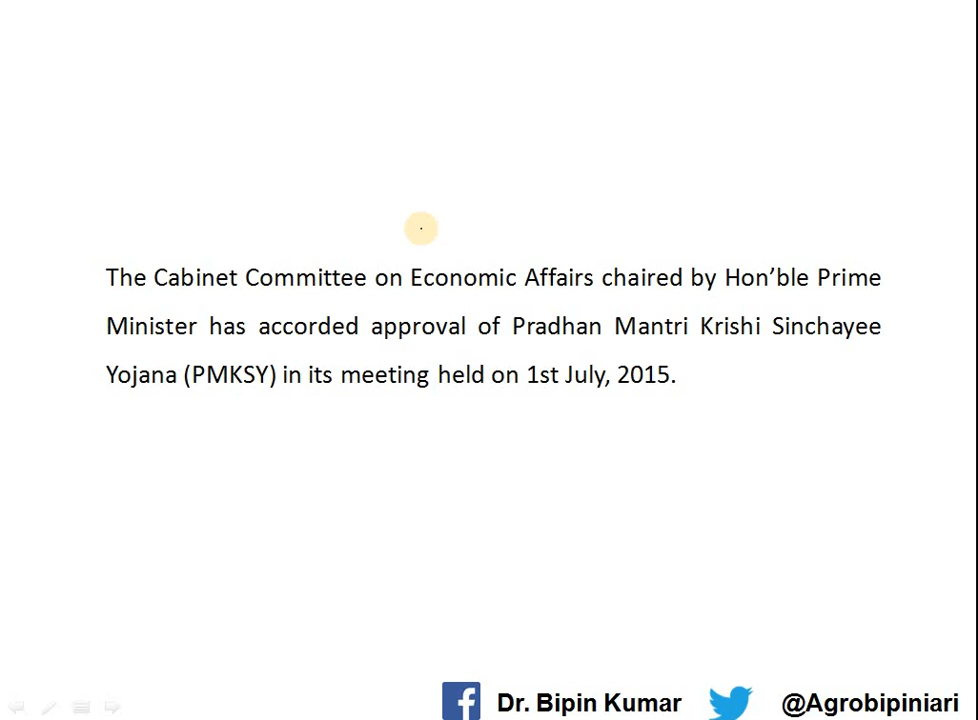 The Cabinet Committee on Economic Affairs chaired by Hon’ble Prime
Minister has accorded approval of Pradhan Mantri Krishi Sinchayee
Yojana (PMKSY) in its meeting held on 1st July, 2015.
Dr. Bipin Kumar @Agrobipiniari